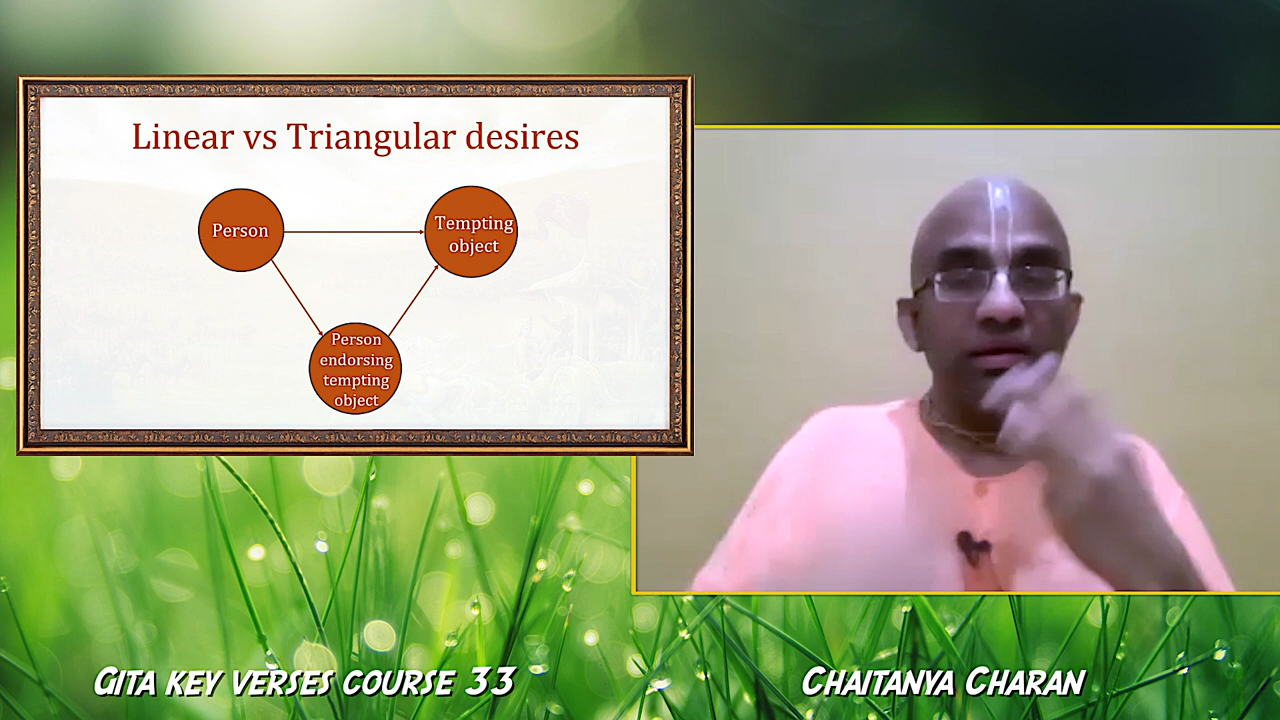 Linear vs Triangular desires
Person
Tempting
object
Person
endorsing
tempting
object
Gita key verses course 33
Chaitanya Charan